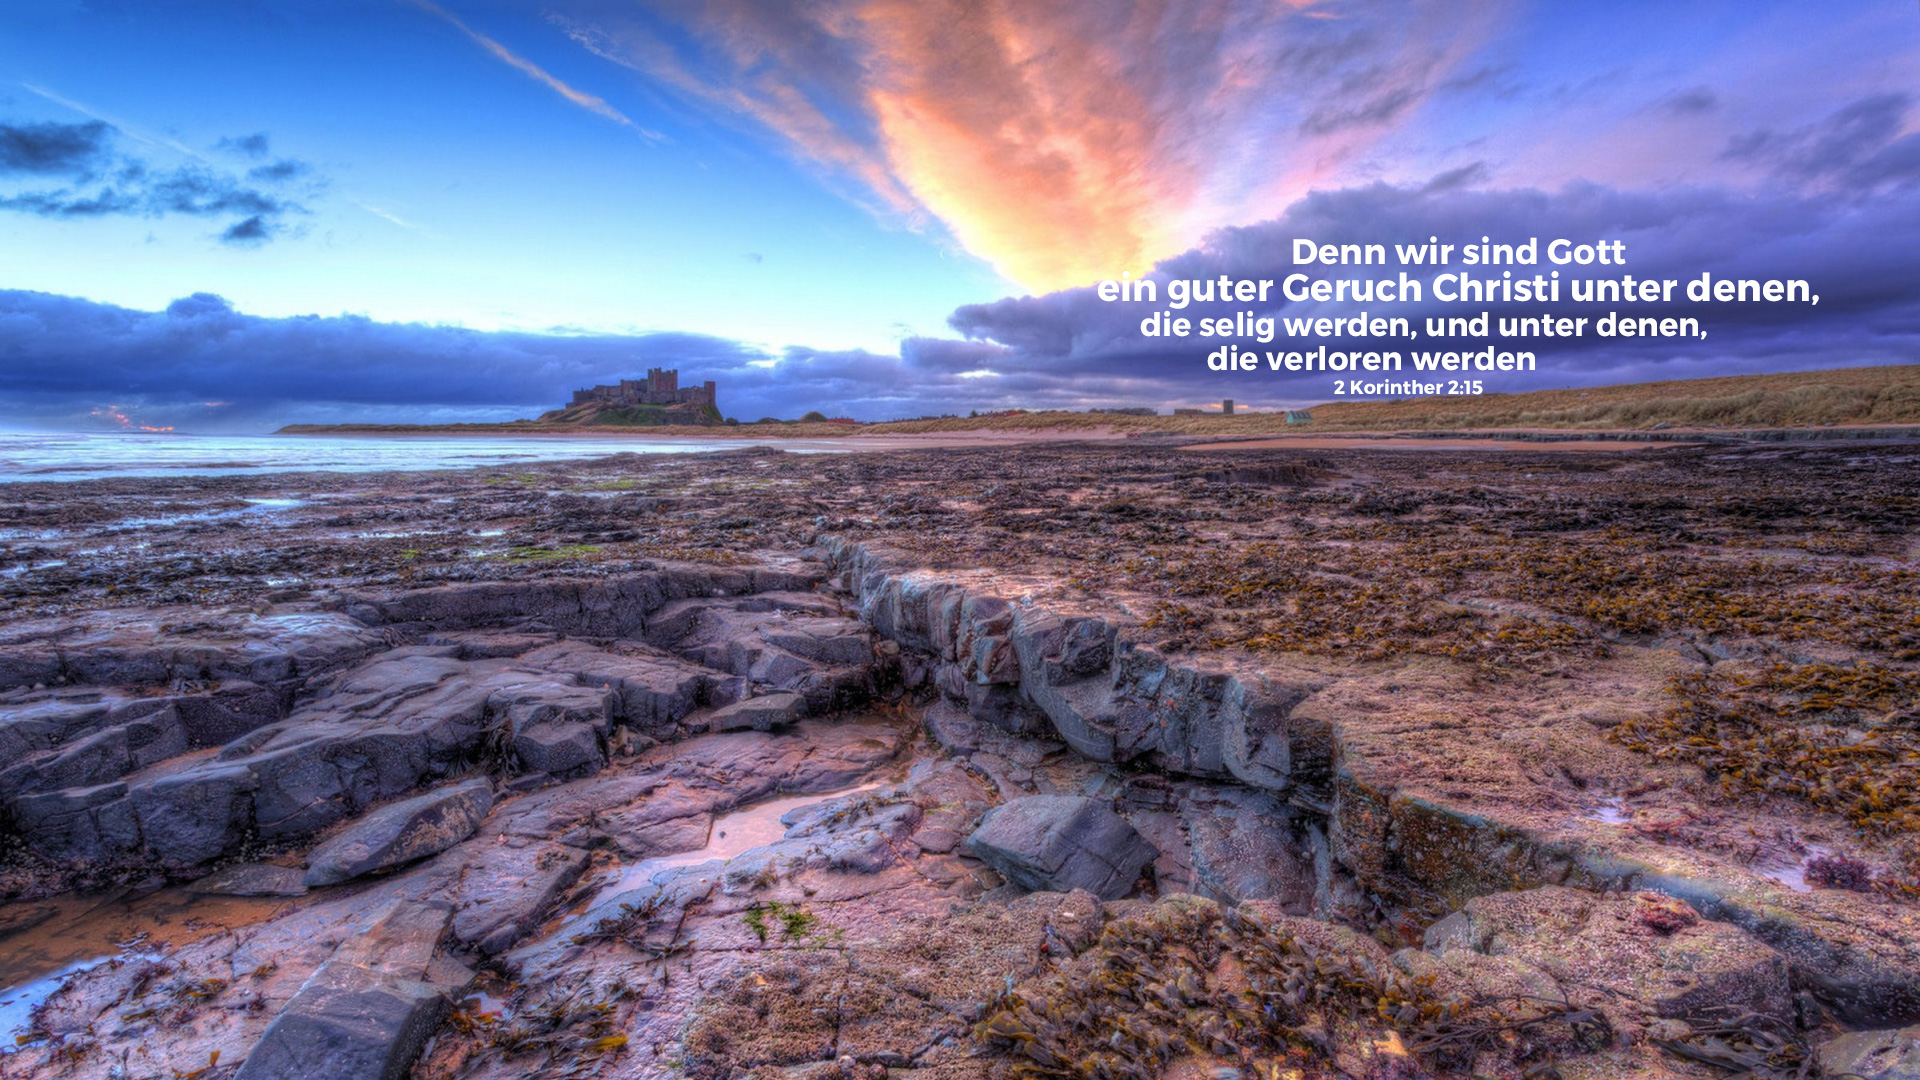 Denn wir sind Gott
ein guter Geruch Christi unter denen,
die selig werden, und unter denen,
die verloren werden
2 Korinther 2:15